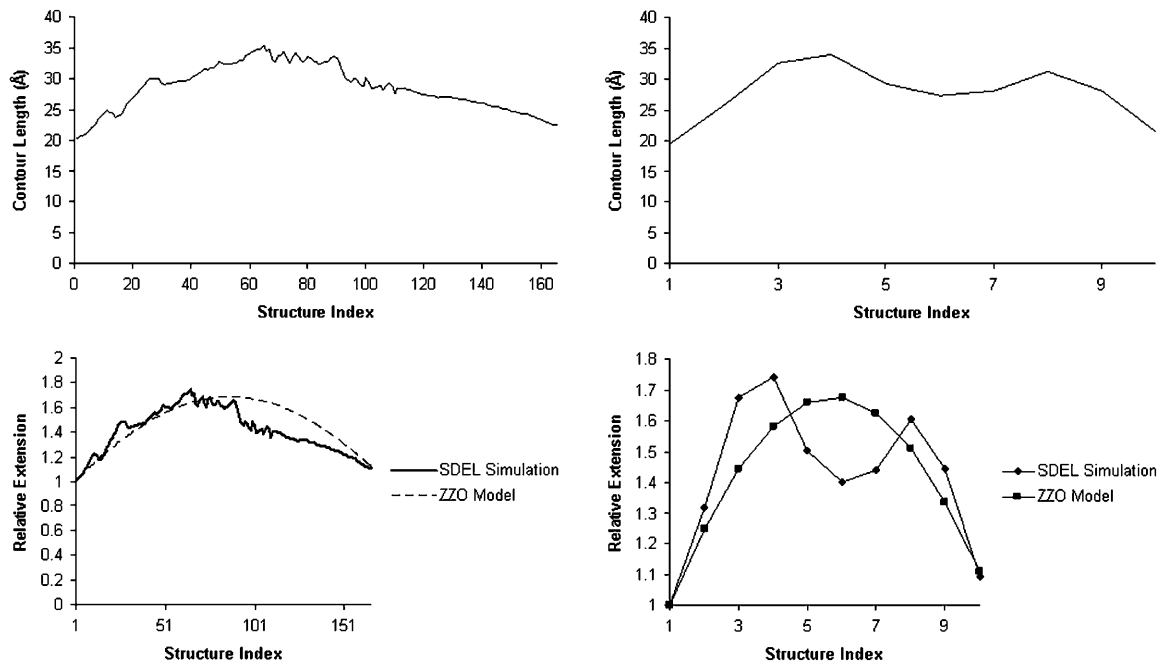 Contour Length (Å)
40
35
30
25
20
15
10
5
0
0 20 40 60 80 100 120 140 160
Structure Index
Contour Length (Å)
40
35
30
25
20
15
10
5
0
1 3 5 7 9
Structure Index
Relative Extension
2
1.8
1.6
1.4
1.2
1
0.8
0.6
0.4
0.2
0
1 51 101 151
Structure Index
SDEL Simulation
ZZO Model
Relative Extension
1.8
1.7
1.6
1.5
1.4
1.3
1.2
1.1
1
1 3 5 7 9
Structure Index
SDEL Simulation
ZZO Model